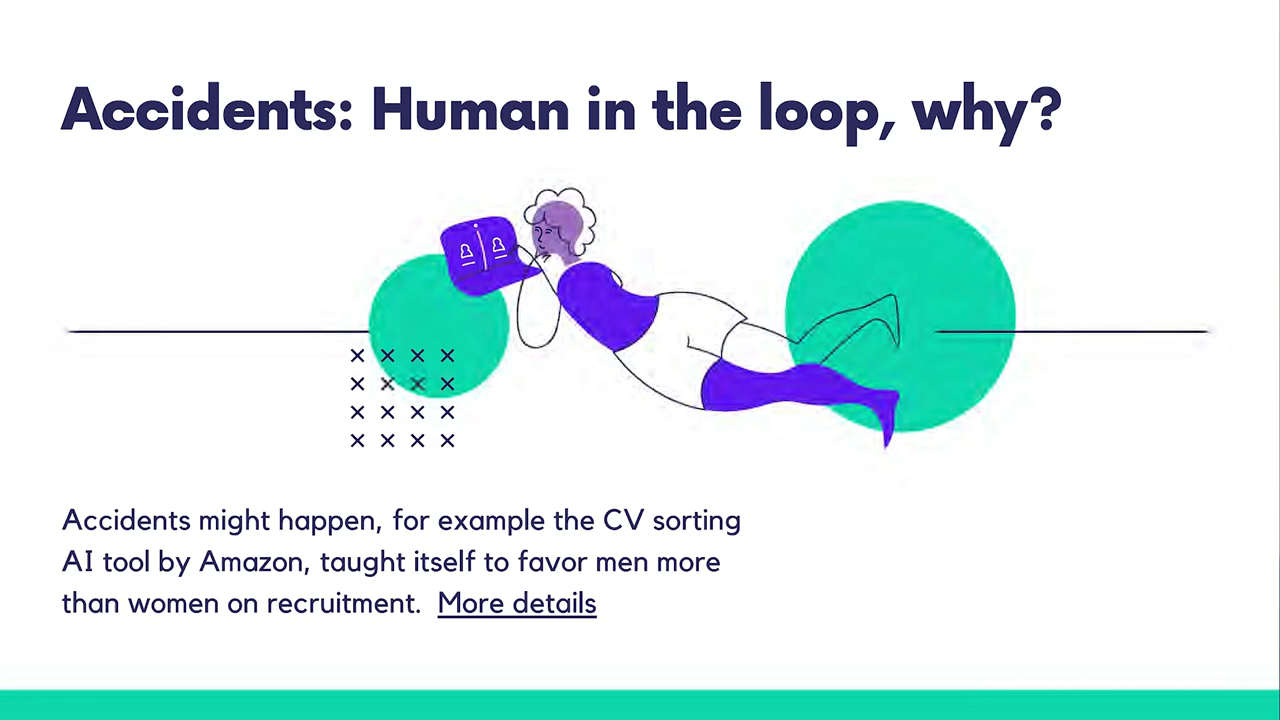 Accidents: Human in the loop, why?
Accidents might happen, for example the CV sorting
AI tool by Amazon, taught itself to favor men more
than women on recruitment. More details